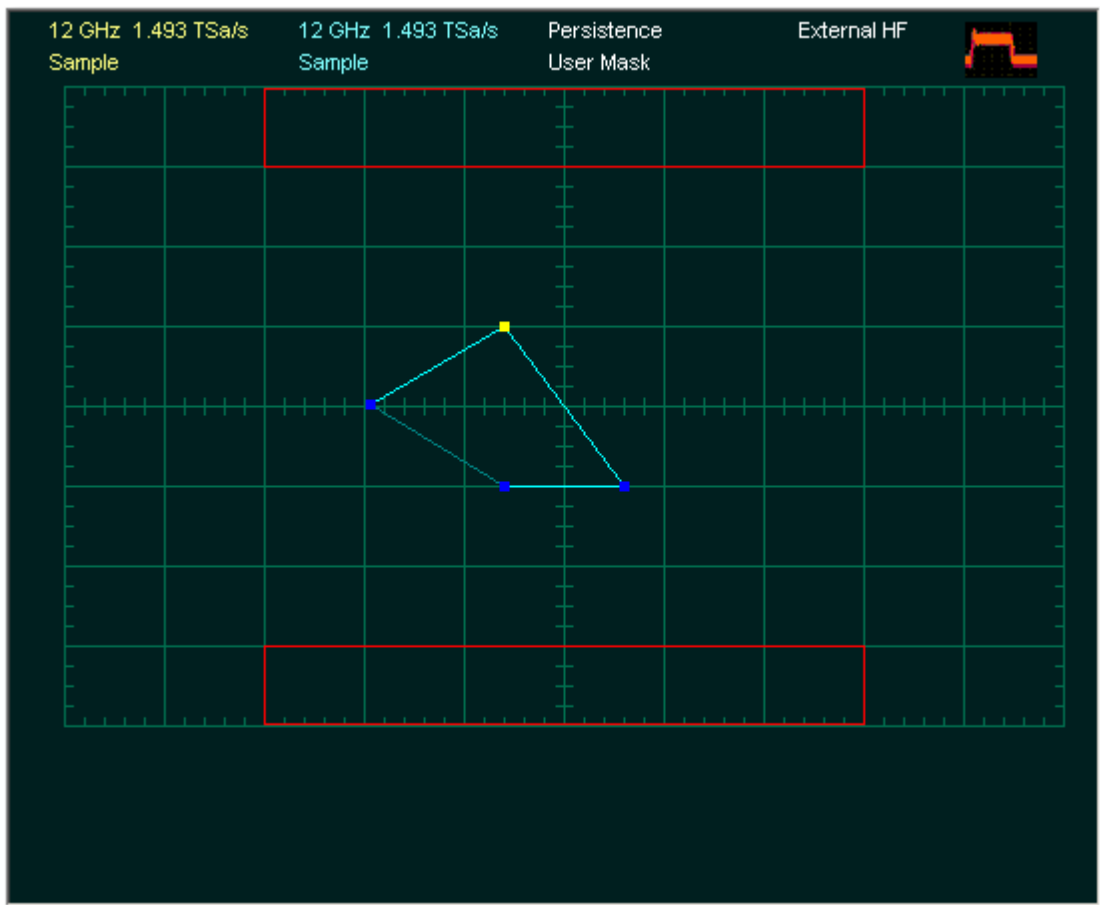 12 GHz 1.493 TSa/s 12 GHz 1.493 TSa/s Persistence External HF
Sample Sample User Mask